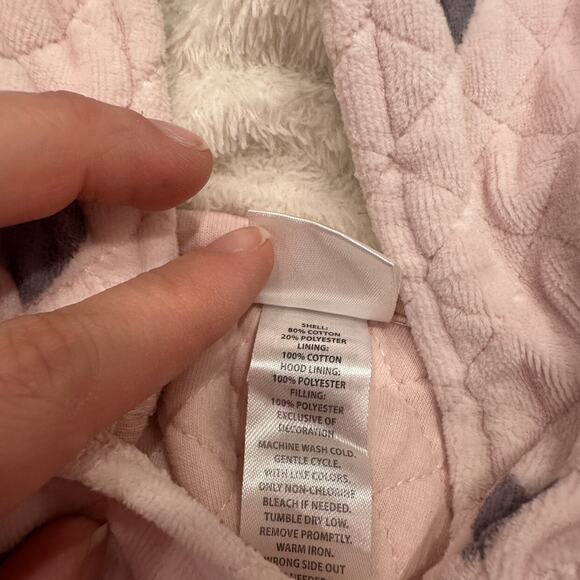 SHELL:
80% COTTON
20% POLYESTER
LINING:
100% COTTON
HOOD LINING:
100% POLYESTER
FILLING:
100% POLYESTER
EXCLUSIVE OF
DECORATION
MACHINE WASH COLD.
GENTLE CYCLE.
WITH LIKE COLORS.
ONLY NON-CHLORINE
BLEACH IF NEEDED.
TUMBLE DRY LOW.
REMOVE PROMPTLY.
WARM IRON.
WRONG SIDE OUT
NEEDED